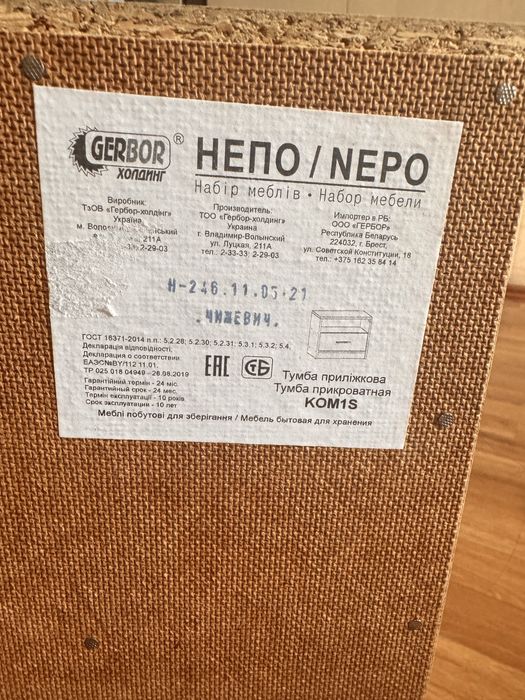 GERBOR ®
ХОЛДИНГ
НЕПО / NEPO
Набір меблів • Набор мебели
Виробник:
ТзОВ «Гербор-холдінг»
Україна,
211А
2-29-03
Производитель:
ТОО «Гербор-холдинг»
Украина
г. Владимир-Волынский
ул. Луцкая, 211А
тел.: 2-33-33; 2-29-03
Импортер в РБ:
ООО «ГЕРБОР»
Республика Беларусь
224032, г. Брест,
ул. Советской Конституции, 18
тел.: +375 162 35 84 14
Н-246.11.05.21
.ЧИЖЕВИЧ.
ГОСТ 16371-2014 п.п.: 5.2.28; 5.2.30; 5.2.31; 5.3.1; 5.3.2; 5.4.
Декларація відповідності,
Декларация о соответствии
ЕАЭС№BY/112 11.01.
ТР 025 018 04949 - 26.08.2019
Гарантійний термін - 24 міс.
Гарантийный срок - 24 мес.
Термін експлуатації - 10 років
Срок эксплуатации - 10 лет
EAC
СТБ
Тумба приліжкова
Тумба прикроватная
KOM1S
Меблі побутові для зберігання / Мебель бытовая для хранения